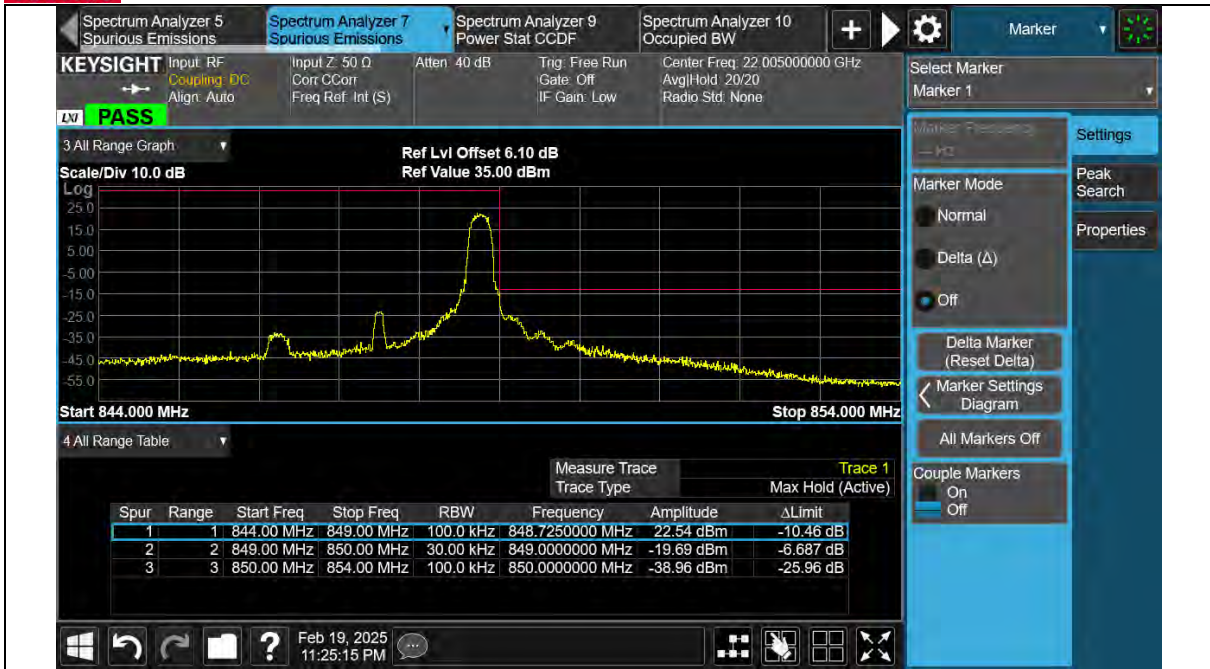 Spectrum Analyzer 5
Spurious Emissions
Spectrum Analyzer 7
Spurious Emissions
Spectrum Analyzer 9
Power Stat CCDF
Spectrum Analyzer 10
Occupied BW
Marker
KEYSIGHT
Input: RF
Coupling: DC
Align: Auto
Input Z: 50 Ω
Corr CCorr
Freq Ref: Int (S)
Atten: 40 dB
Trig: Free Run
Gate: Off
IF Gain: Low
Center Freq: 22.005000000 GHz
Avg|Hold: 20/20
Radio Std: None
LXI PASS
Select Marker
Marker 1
Marker Frequency
--- Hz
Settings
Peak Search
Properties
Marker Mode
Normal
Delta (Δ)
Off
Delta Marker
(Reset Delta)
Marker Settings
Diagram
All Markers Off
Couple Markers
On
Off
3 All Range Graph
Scale/Div 10.0 dB
Ref Lvl Offset 6.10 dB
Ref Value 35.00 dBm
Log
25.0
15.0
5.00
-5.00
-15.0
-25.0
-35.0
-45.0
-55.0
Start 844.000 MHz Stop 854.000 MHz
4 All Range Table
Measure Trace Trace 1
Trace Type Max Hold (Active)
Spur Range Start Freq Stop Freq RBW Frequency Amplitude ΔLimit
1 1 844.00 MHz 849.00 MHz 100.0 kHz 848.7250000 MHz 22.54 dBm -10.46 dB
2 2 849.00 MHz 850.00 MHz 30.00 kHz 849.0000000 MHz -19.69 dBm -6.687 dB
3 3 850.00 MHz 854.00 MHz 100.0 kHz 850.0000000 MHz -38.96 dBm -25.96 dB
Feb 19, 2025
11:25:15 PM